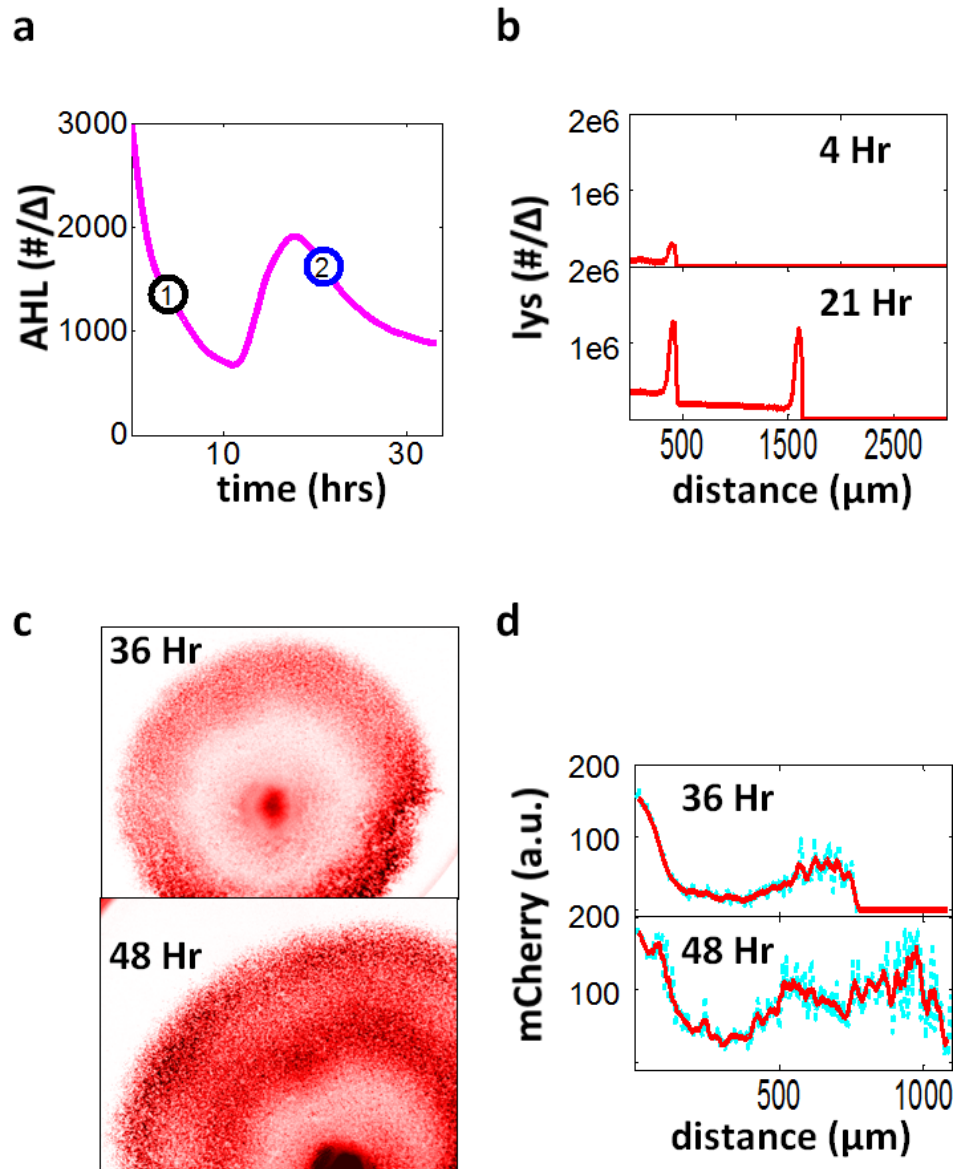 a
3000
2000
1000
0
AHL (#/Δ)
1
2
10
30
time (hrs)
b
2e6
1e6
2e6
1e6
lys (#/Δ)
4 Hr
21 Hr
500
1500
2500
distance (μm)
c
36 Hr
48 Hr
d
200
100
200
100
mCherry (a.u.)
36 Hr
48 Hr
500
1000
distance (μm)